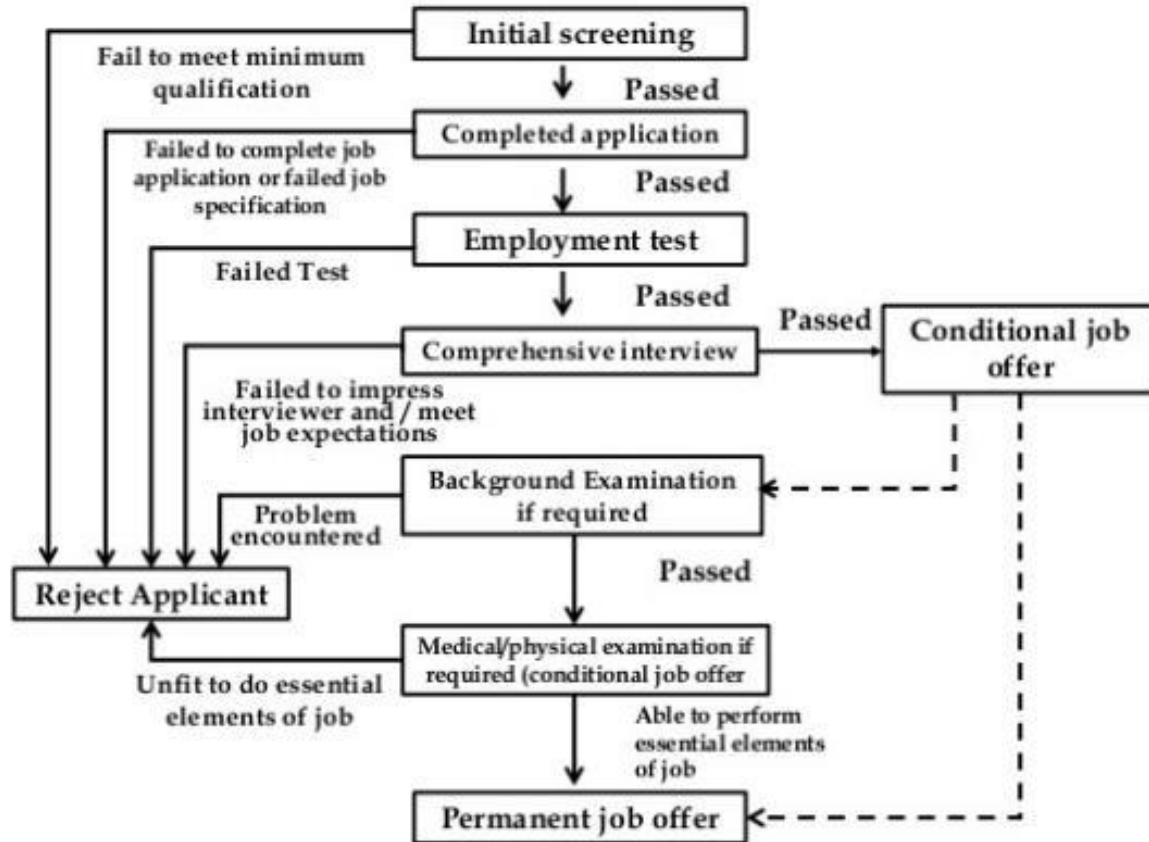 Initial screening
Fail to meet minimum
qualification
Passed
Completed application
Failed to complete job
application or failed job
specification
Passed
Employment test
Failed Test
Passed
Comprehensive interview
Passed
Conditional job
offer
Failed to impress
interviewer and / meet
job expectations
Background Examination
if required
Problem
encountered
Passed
Reject Applicant
Medical/physical examination if
required (conditional job offer
Unfit to do essential
elements of job
Able to perform
essential elements
of job
Permanent job offer